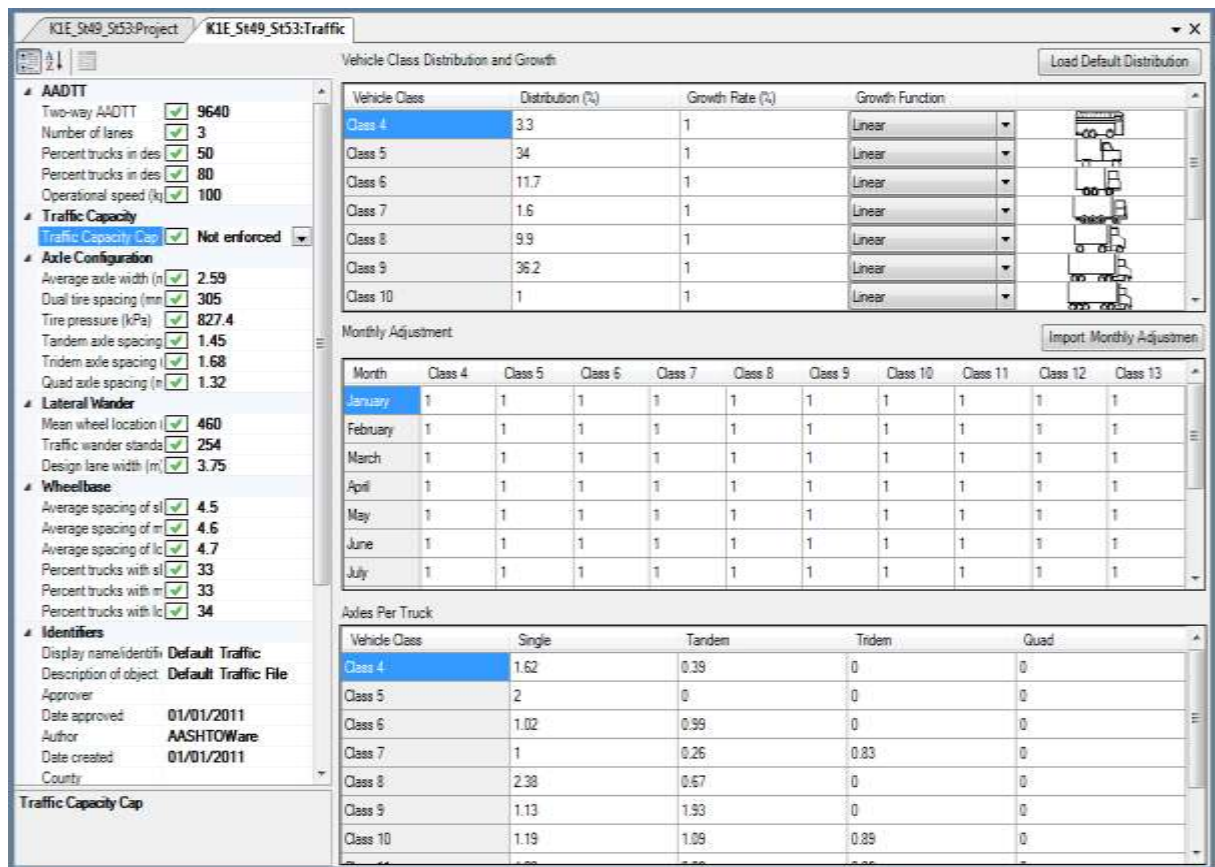 K1E_St49_St53:Project K1E_St49_St53:Traffic
AADTT
Two-way AADTT 9640
Number of lanes 3
Percent trucks in des 50
Percent trucks in des 80
Operational speed (k 100
Traffic Capacity
Traffic Capacity Cap Not enforced
Axle Configuration
Average axle width (n 2.59
Dual tire spacing (mm 305
Tire pressure (kPa) 827.4
Tandem axle spacing 1.45
Tridem axle spacing ( 1.68
Quad axle spacing (n 1.32
Lateral Wander
Mean wheel location ( 460
Traffic wander standa 254
Design lane width (m) 3.75
Wheelbase
Average spacing of sl 4.5
Average spacing of m 4.6
Average spacing of lo 4.7
Percent trucks with sl 33
Percent trucks with m 33
Percent trucks with lo 34
Identifiers
Display name/identifi Default Traffic
Description of object Default Traffic File
Approver
Date approved 01/01/2011
Author AASHTOWare
Date created 01/01/2011
County
Traffic Capacity Cap
Vehicle Class Distribution and Growth Load Default Distribution
Vehicle Class Distribution (%) Growth Rate (%) Growth Function
Class 4 3.3 1 Linear
Class 5 34 1 Linear
Class 6 11.7 1 Linear
Class 7 1.6 1 Linear
Class 8 9.9 1 Linear
Class 9 36.2 1 Linear
Class 10 1 1 Linear
Monthly Adjustment Import Monthly Adjustmen
Month Class 4 Class 5 Class 6 Class 7 Class 8 Class 9 Class 10 Class 11 Class 12 Class 13
January 1 1 1 1 1 1 1 1 1 1
February 1 1 1 1 1 1 1 1 1 1
March 1 1 1 1 1 1 1 1 1 1
April 1 1 1 1 1 1 1 1 1 1
May 1 1 1 1 1 1 1 1 1 1
June 1 1 1 1 1 1 1 1 1 1
July 1 1 1 1 1 1 1 1 1 1
Axles Per Truck
Vehicle Class Single Tandem Tridem Quad
Class 4 1.62 0.39 0 0
Class 5 2 0 0 0
Class 6 1.02 0.99 0 0
Class 7 1 0.26 0.83 0
Class 8 2.38 0.67 0 0
Class 9 1.13 1.93 0 0
Class 10 1.19 1.09 0.89 0